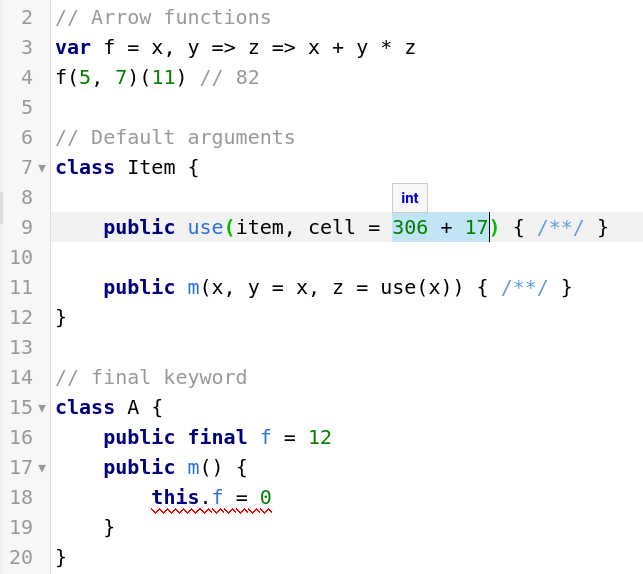 2 // Arrow functions
3 var f = x, y => z => x + y * z
4 f(5, 7)(11) // 82
5
6 // Default arguments
7 class Item {
8
int
9     public use(item, cell = 306 + 17) { /**/ }
10
11     public m(x, y = x, z = use(x)) { /**/ }
12 }
13
14 // final keyword
15 class A {
16     public final f = 12
17     public m() {
18         this.f = 0
19     }
20 }